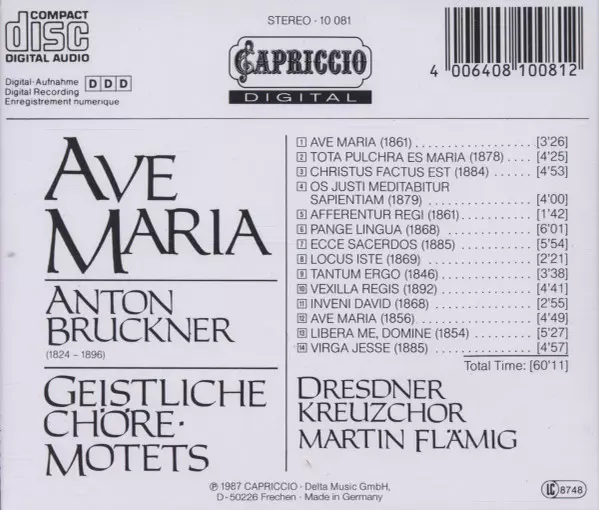 COMPACT
disc
DIGITAL AUDIO
STEREO · 10 081
CAPRICCIO
DIGITAL
4 006408 100812
Digital-Aufnahme
Digital Recording
Enregistrement numerique
D D D
AVE
MARIA
ANTON
BRUCKNER
(1824 – 1896)
GEISTLICHE
CHÖRE ·
MOTETS
1 AVE MARIA (1861) . . . . . . . . . . . . . . . . . [3'26]
2 TOTA PULCHRA ES MARIA (1878) . . . . [4'25]
3 CHRISTUS FACTUS EST (1884) . . . . . . [4'53]
4 OS JUSTI MEDITABITUR
SAPIENTIAM (1879) . . . . . . . . . . . . . . . [4'00]
5 AFFERENTUR REGI (1861) . . . . . . . . . . [1'42]
6 PANGE LINGUA (1868) . . . . . . . . . . . . . [6'01]
7 ECCE SACERDOS (1885) . . . . . . . . . . . [5'54]
8 LOCUS ISTE (1869) . . . . . . . . . . . . . . . . [2'21]
9 TANTUM ERGO (1846) . . . . . . . . . . . . . [3'38]
10 VEXILLA REGIS (1892) . . . . . . . . . . . . . [4'41]
11 INVENI DAVID (1868) . . . . . . . . . . . . . . [2'55]
12 AVE MARIA (1856) . . . . . . . . . . . . . . . . . [4'49]
13 LIBERA ME, DOMINE (1854) . . . . . . . . . [5'27]
14 VIRGA JESSE (1885) . . . . . . . . . . . . . . . [4'57]
Total Time: [60'11]
DRESDNER
KREUZCHOR
MARTIN FLÄMIG
℗ 1987 CAPRICCIO · Delta Music GmbH,
D-50226 Frechen · Made in Germany
LC 8748